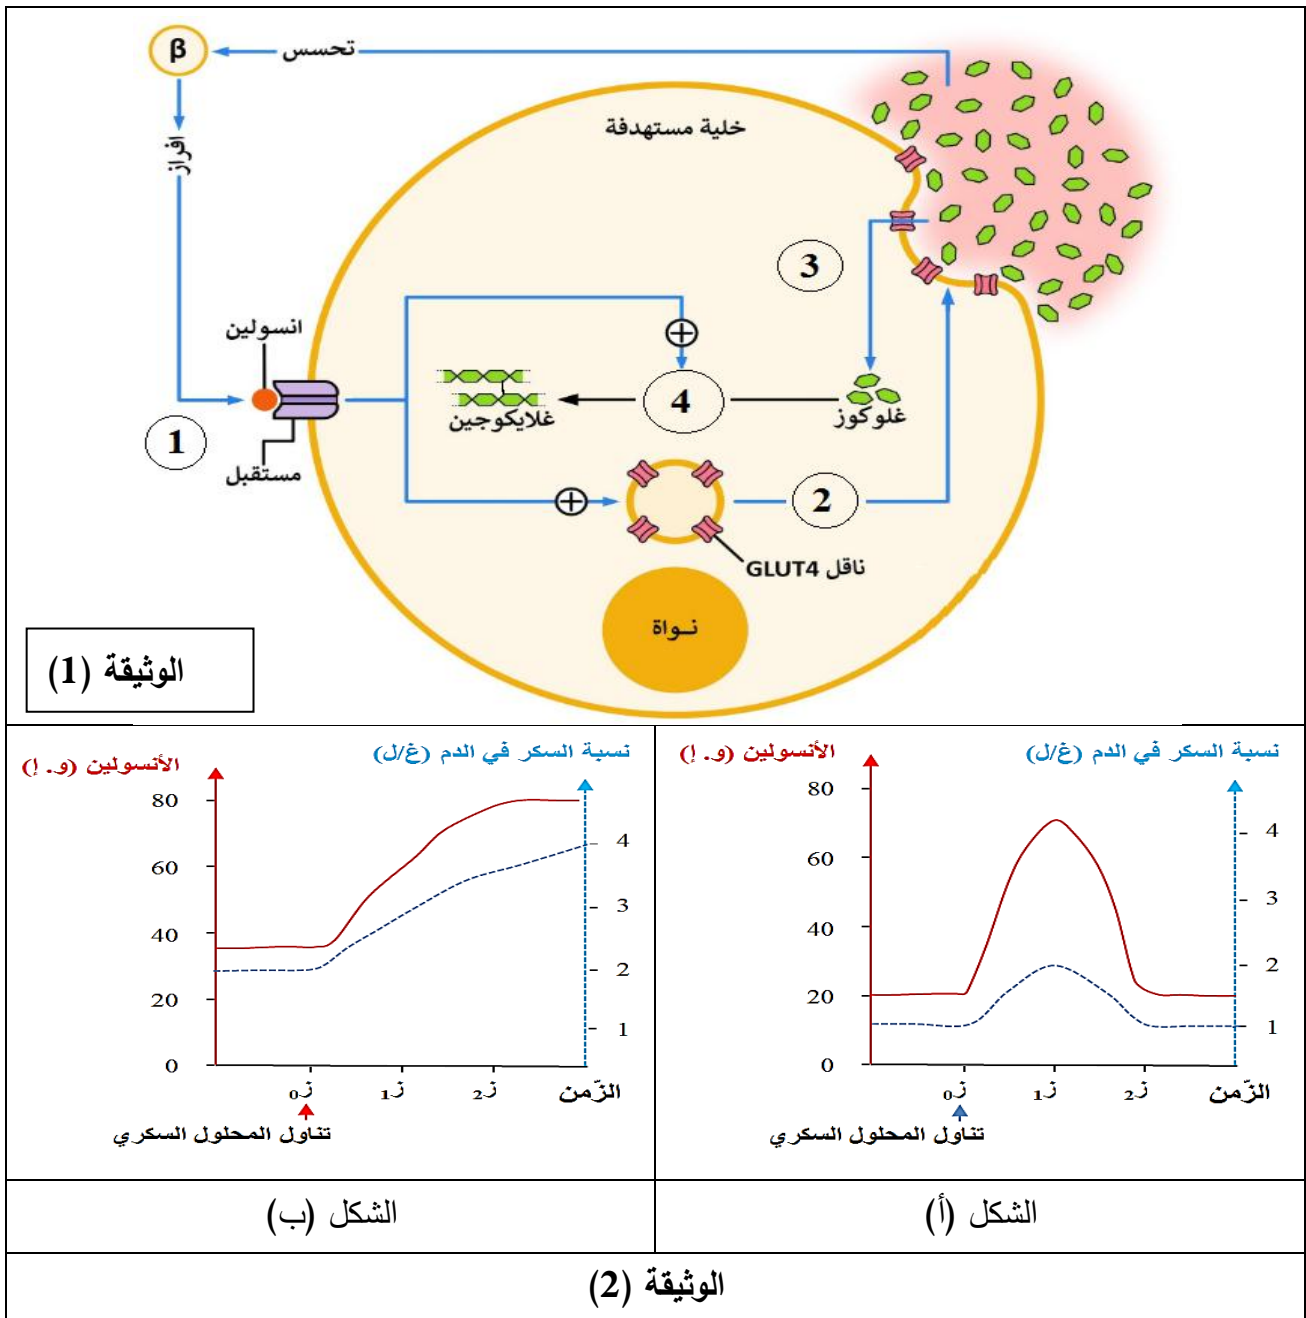 β
تحسس
افراز
خلية مستهدفة
3
انسولين
+
4
غلايكوجين
غلوكوز
1
مستقبل
+
2
ناقل GLUT4
نـواة
الوثيقة (1)
نسبة السكر في الدم (غ/ل)
الأنسولين (و. إ)
80
60
40
20
0
4
3
2
1
ز0
ز1
ز2
الزّمن
تناول المحلول السكري
الشكل (أ)
نسبة السكر في الدم (غ/ل)
الأنسولين (و. إ)
80
60
40
20
0
4
3
2
1
ز0
ز1
ز2
الزّمن
تناول المحلول السكري
الشكل (ب)
الوثيقة (2)